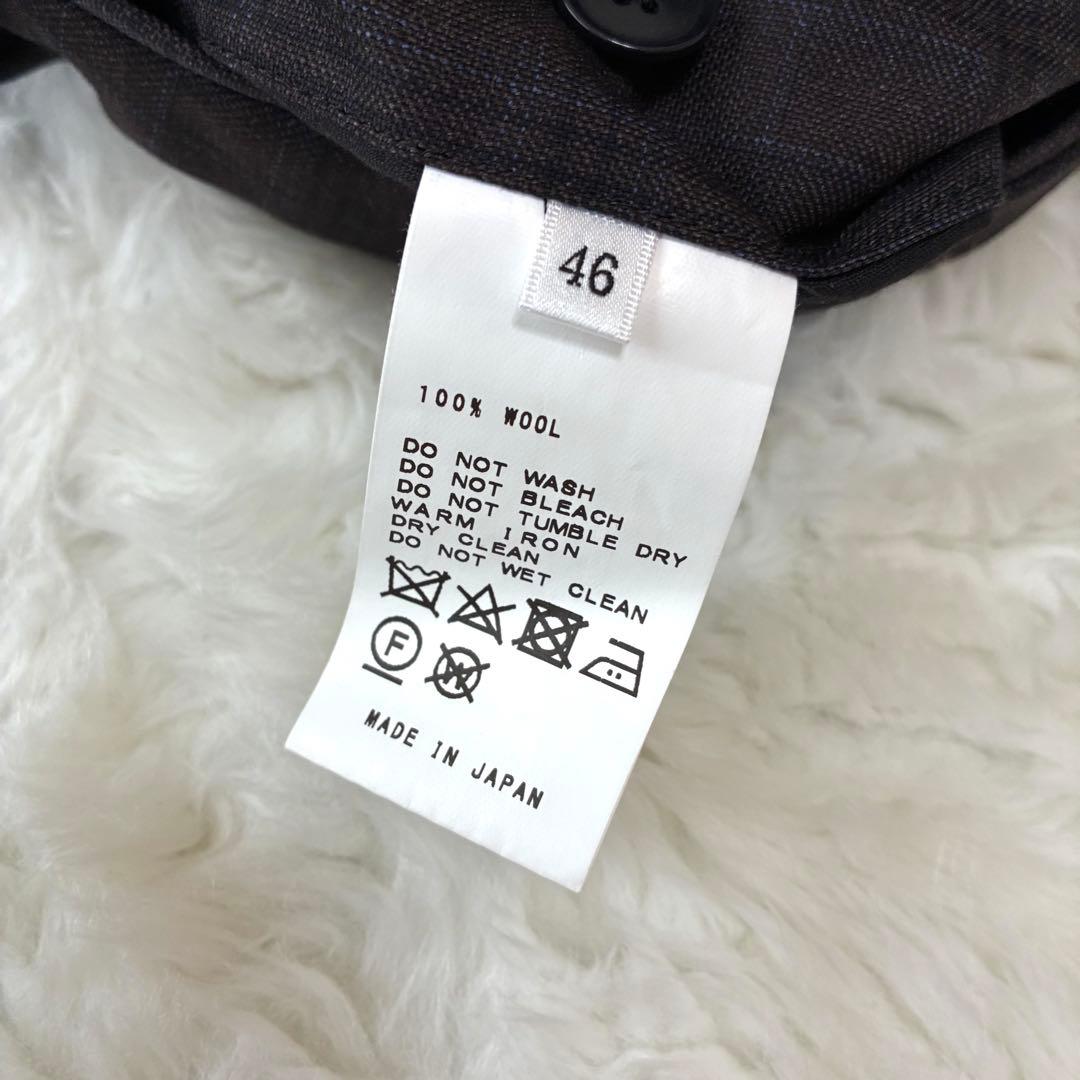 46
100% WOOL
DO NOT WASH
DO NOT BLEACH
DO NOT TUMBLE DRY
WARM IRON
DRY CLEAN
DO NOT WET CLEAN
F W
MADE IN JAPAN